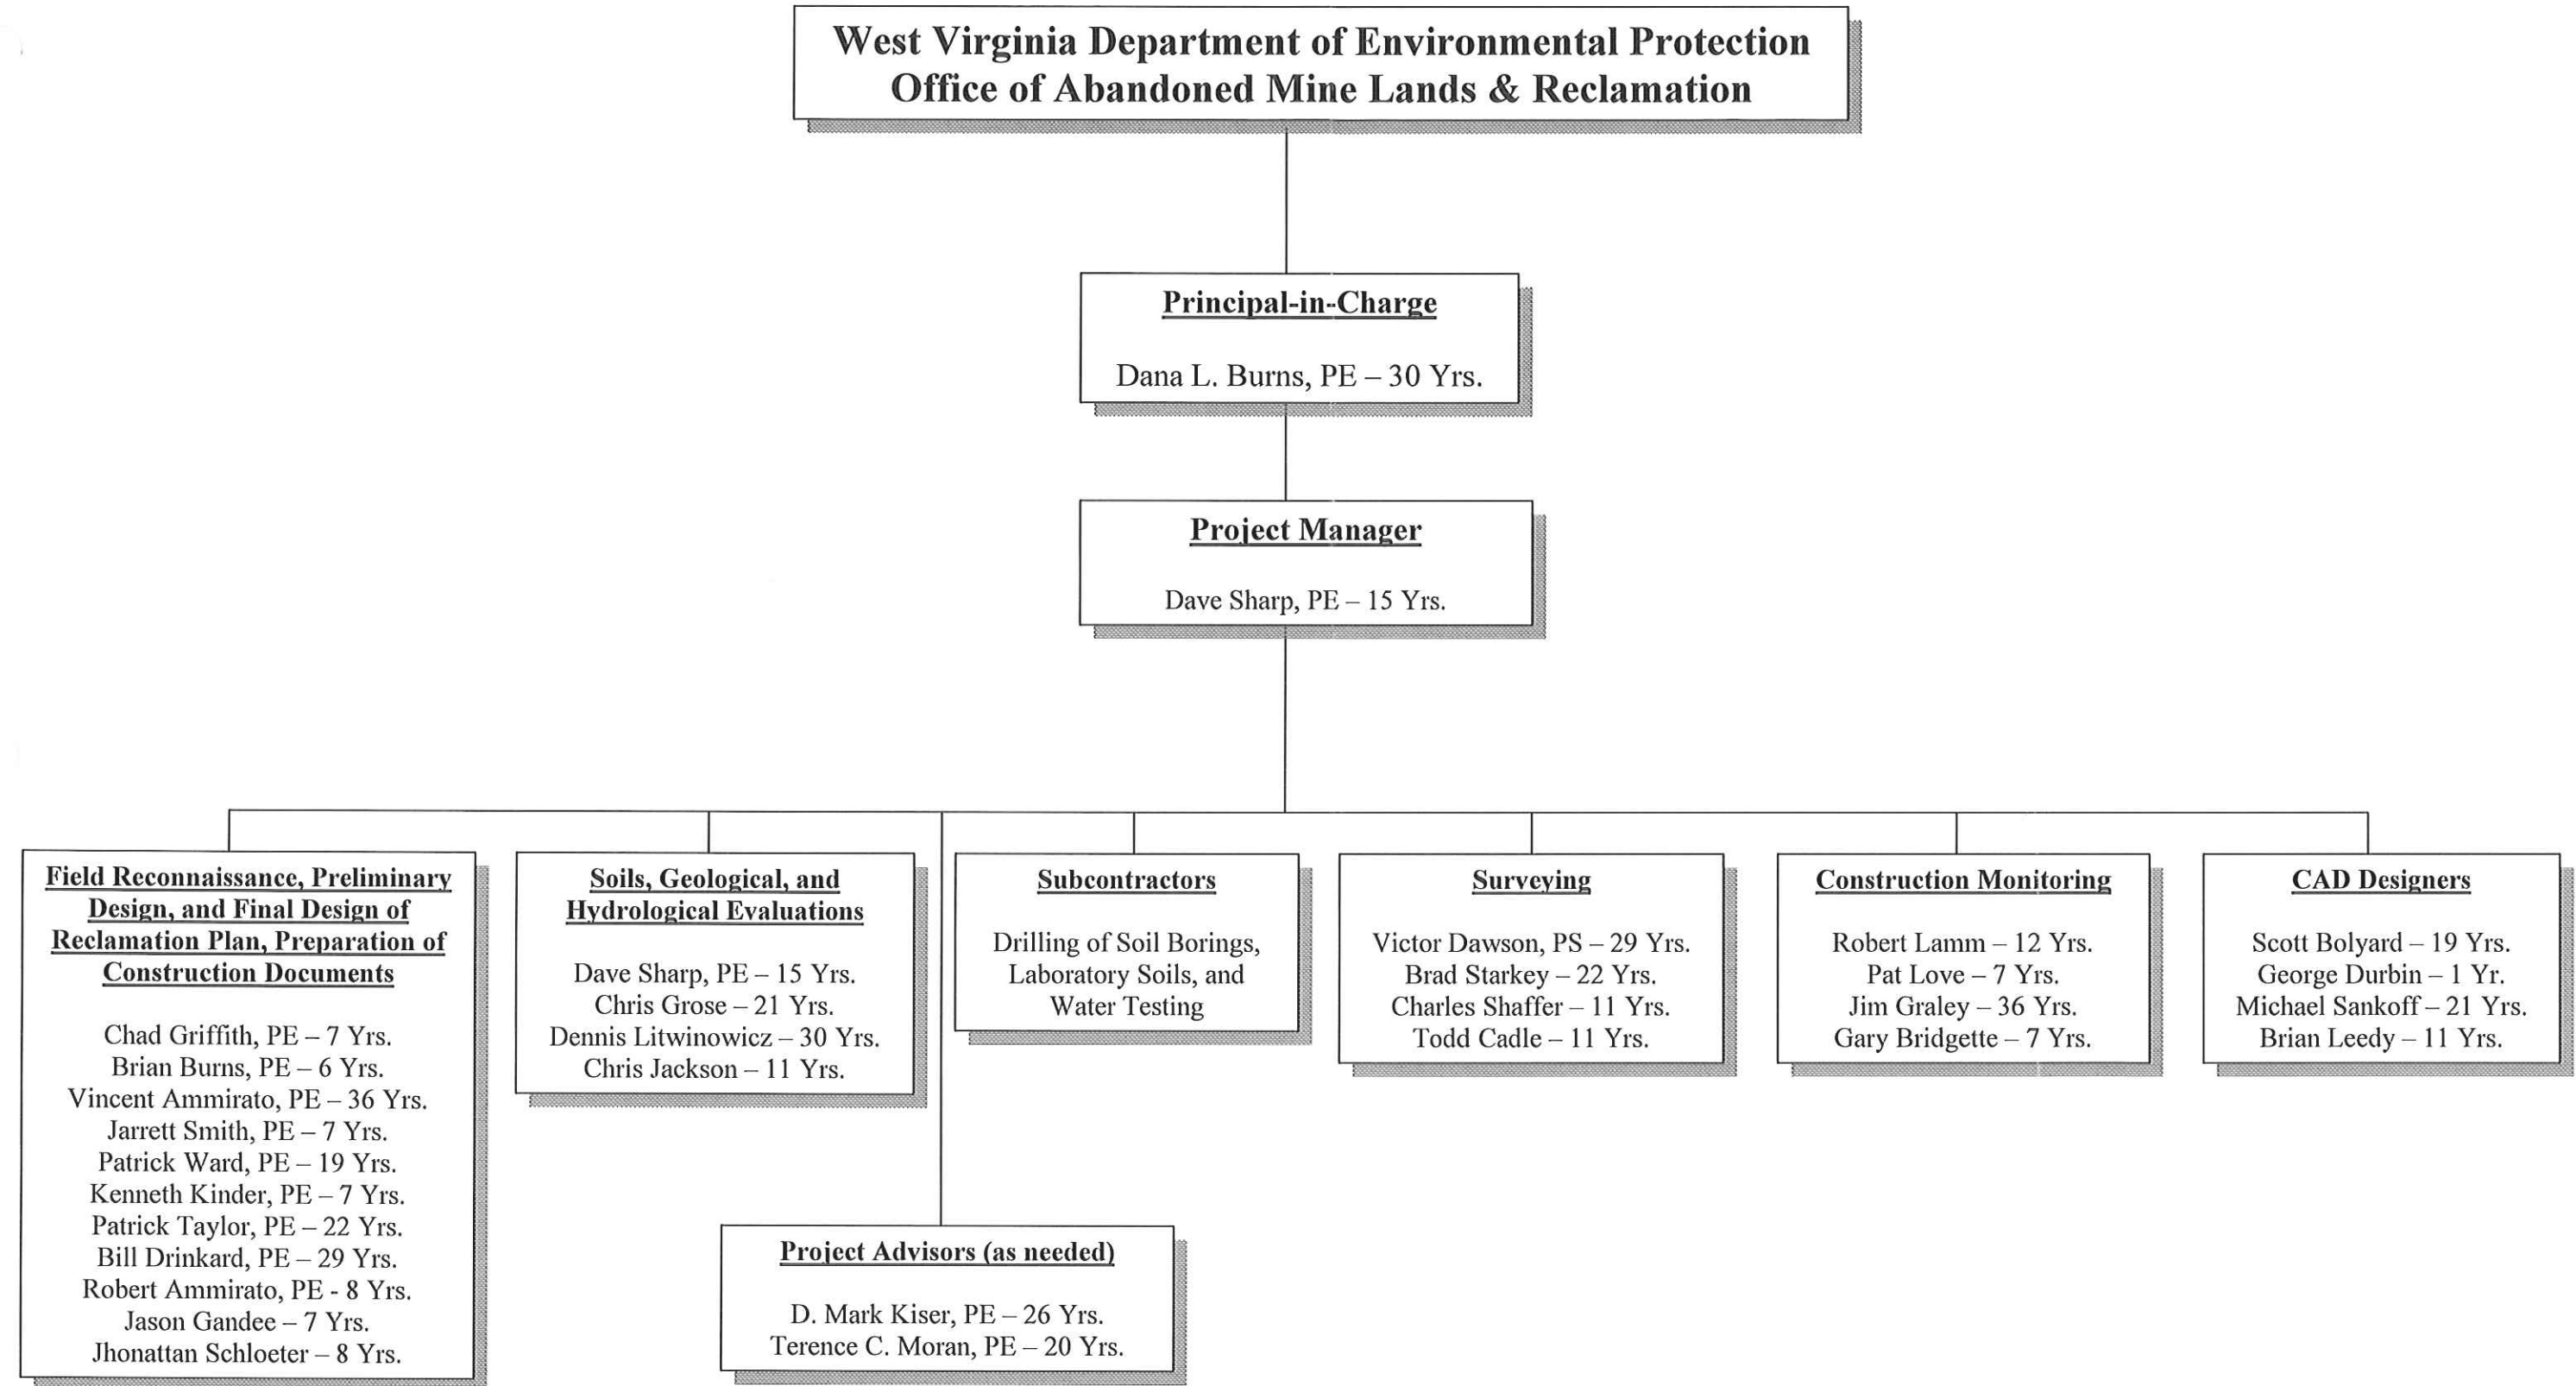 West Virginia Department of Environmental Protection
Office of Abandoned Mine Lands & Reclamation
Principal-in-Charge
Dana L. Burns, PE – 30 Yrs.
Project Manager
Dave Sharp, PE – 15 Yrs.
Field Reconnaissance, Preliminary
Design, and Final Design of
Reclamation Plan, Preparation of
Construction Documents
Chad Griffith, PE – 7 Yrs.
Brian Burns, PE – 6 Yrs.
Vincent Ammirato, PE – 36 Yrs.
Jarrett Smith, PE – 7 Yrs.
Patrick Ward, PE – 19 Yrs.
Kenneth Kinder, PE – 7 Yrs.
Patrick Taylor, PE – 22 Yrs.
Bill Drinkard, PE – 29 Yrs.
Robert Ammirato, PE - 8 Yrs.
Jason Gandee – 7 Yrs.
Jhonattan Schloeter – 8 Yrs.
Soils, Geological, and
Hydrological Evaluations
Dave Sharp, PE – 15 Yrs.
Chris Grose – 21 Yrs.
Dennis Litwinowicz – 30 Yrs.
Chris Jackson – 11 Yrs.
Project Advisors (as needed)
D. Mark Kiser, PE – 26 Yrs.
Terence C. Moran, PE – 20 Yrs.
Subcontractors
Drilling of Soil Borings,
Laboratory Soils, and
Water Testing
Surveying
Victor Dawson, PS – 29 Yrs.
Brad Starkey – 22 Yrs.
Charles Shaffer – 11 Yrs.
Todd Cadle – 11 Yrs.
Construction Monitoring
Robert Lamm – 12 Yrs.
Pat Love – 7 Yrs.
Jim Graley – 36 Yrs.
Gary Bridgette – 7 Yrs.
CAD Designers
Scott Bolyard – 19 Yrs.
George Durbin – 1 Yr.
Michael Sankoff – 21 Yrs.
Brian Leedy – 11 Yrs.